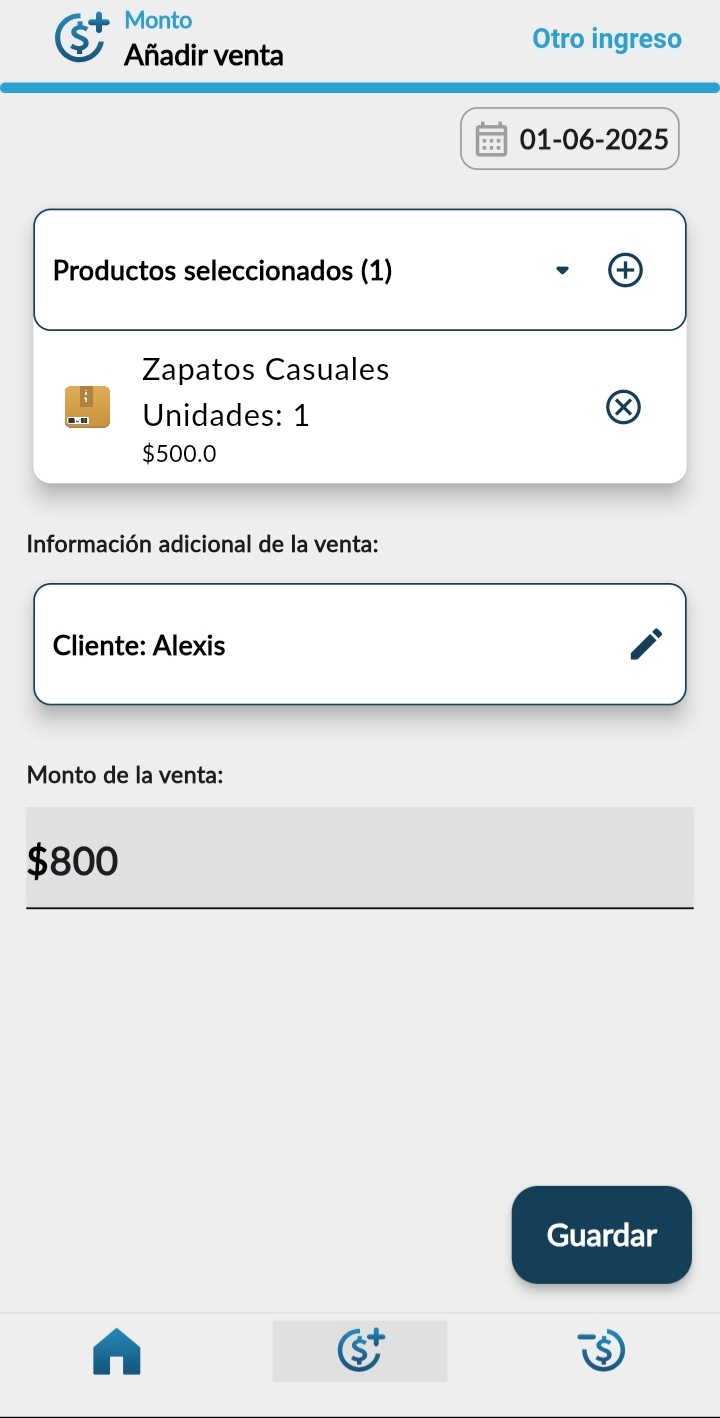 Monto
Añadir venta
Otro ingreso
01-06-2025
Productos seleccionados (1)
Zapatos Casuales
Unidades: 1
$500.0
Información adicional de la venta:
Cliente: Alexis
Monto de la venta:
$800
Guardar